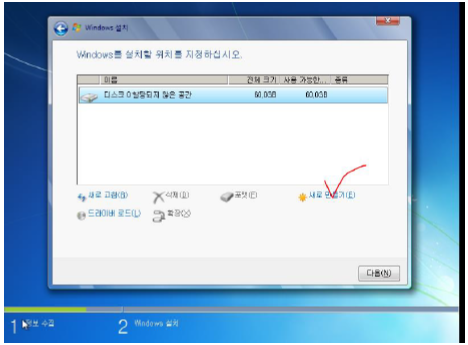 Windows 설치
Windows를 설치할 위치를 지정하십시오.
이름 전체 크기 사용 가능한... 종류
디스크 0 할당되지 않은 공간 60.0GB 60.0GB
새로 고침(R) 삭제(D) 포맷(F) 새로 만들기(E)
드라이버 로드(L) 확장(X)
다음(N)
1 정보 수집 2 Windows 설치